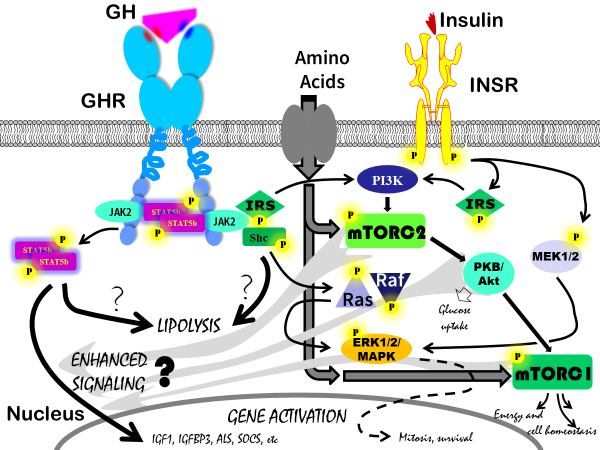 GH
Insulin
Amino
Acids
INSR
GHR
P
P
PI3K
IRS
P
IRS
P
JAK2
STAT5b
P
STAT5b
P
JAK2
Shc
P
P
mTORC2
P
MEK1/2
STAT5b
P
STAT5b
P
P
Ras
Raf
P
PKB/
Akt
P
?
?
Glucose
uptake
LIPOLYSIS
P
ERK1/2/
MAPK
ENHANCED
SIGNALING ?
P
mTORC1
Nucleus
GENE ACTIVATION
Energy and
cell homeostasis
IGF1, IGFBP3, ALS, SOCS, etc
Mitosis, survival